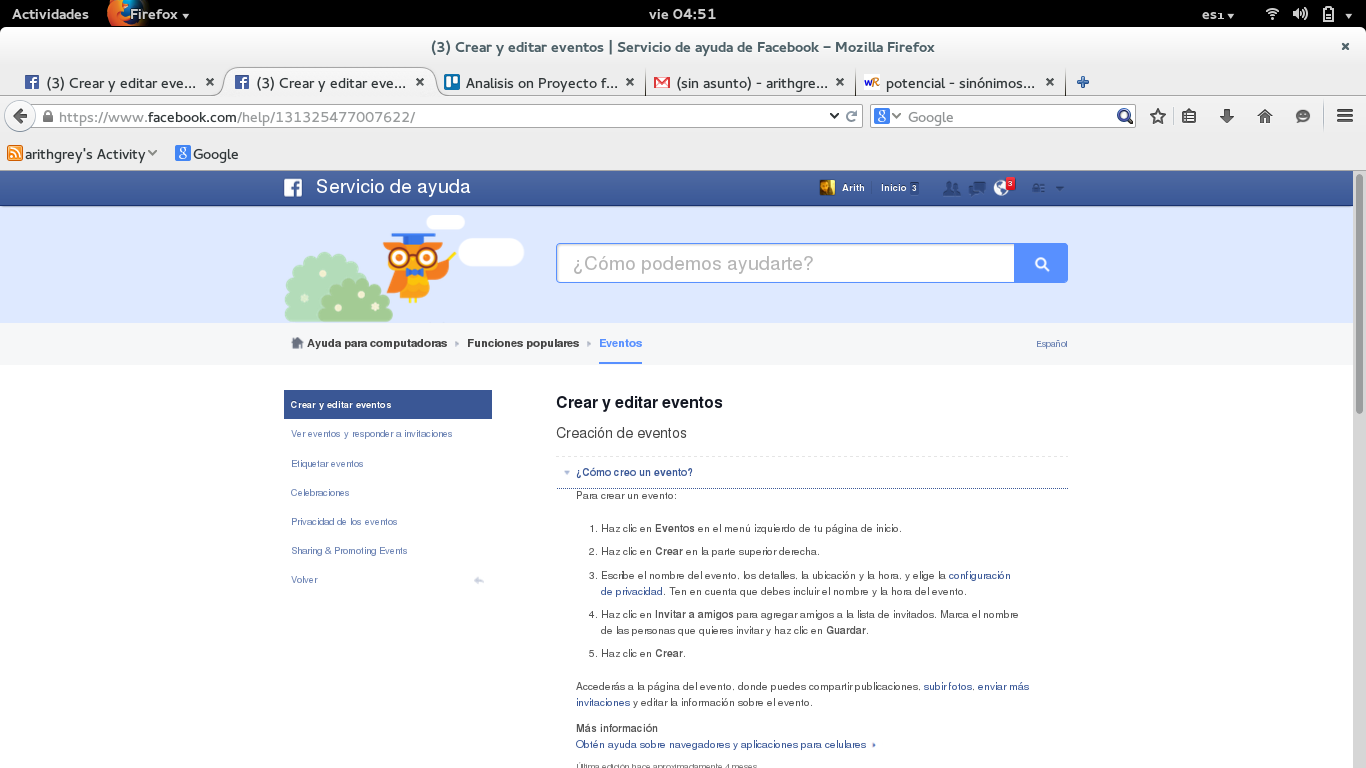 Actividades Firefox vie 04:51 es1
(3) Crear y editar eventos | Servicio de ayuda de Facebook – Mozilla Firefox
(3) Crear y editar eve... (3) Crear y editar eve... Analisis on Proyecto f... (sin asunto) - arithgre... potencial - sinónimos...
https://www.facebook.com/help/131325477007622/ Google
arithgrey's Activity Google
Servicio de ayuda Arith Inicio 3 3
¿Cómo podemos ayudarte?
Ayuda para computadoras Funciones populares Eventos Español
Crear y editar eventos
Ver eventos y responder a invitaciones
Etiquetar eventos
Celebraciones
Privacidad de los eventos
Sharing & Promoting Events
Volver
Crear y editar eventos
Creación de eventos
¿Cómo creo un evento?
Para crear un evento:
1. Haz clic en Eventos en el menú izquierdo de tu página de inicio.
2. Haz clic en Crear en la parte superior derecha.
3. Escribe el nombre del evento, los detalles, la ubicación y la hora, y elige la configuración
de privacidad. Ten en cuenta que debes incluir el nombre y la hora del evento.
4. Haz clic en Invitar a amigos para agregar amigos a la lista de invitados. Marca el nombre
de las personas que quieres invitar y haz clic en Guardar.
5. Haz clic en Crear.
Accederás a la página del evento, donde puedes compartir publicaciones, subir fotos, enviar más
invitaciones y editar la información sobre el evento.
Más información
Obtén ayuda sobre navegadores y aplicaciones para celulares
Última edición hace aproximadamente 4 meses